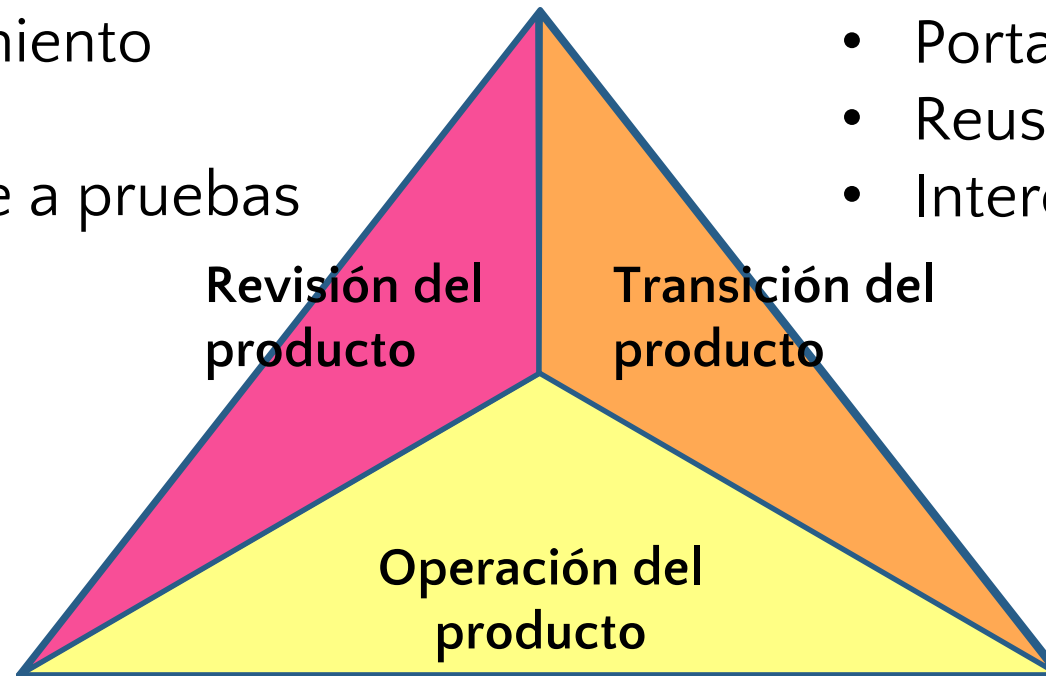 miento
e a pruebas
• Porta
• Reus
• Inter
Revisión del
producto
Transición del
producto
Operación del
producto